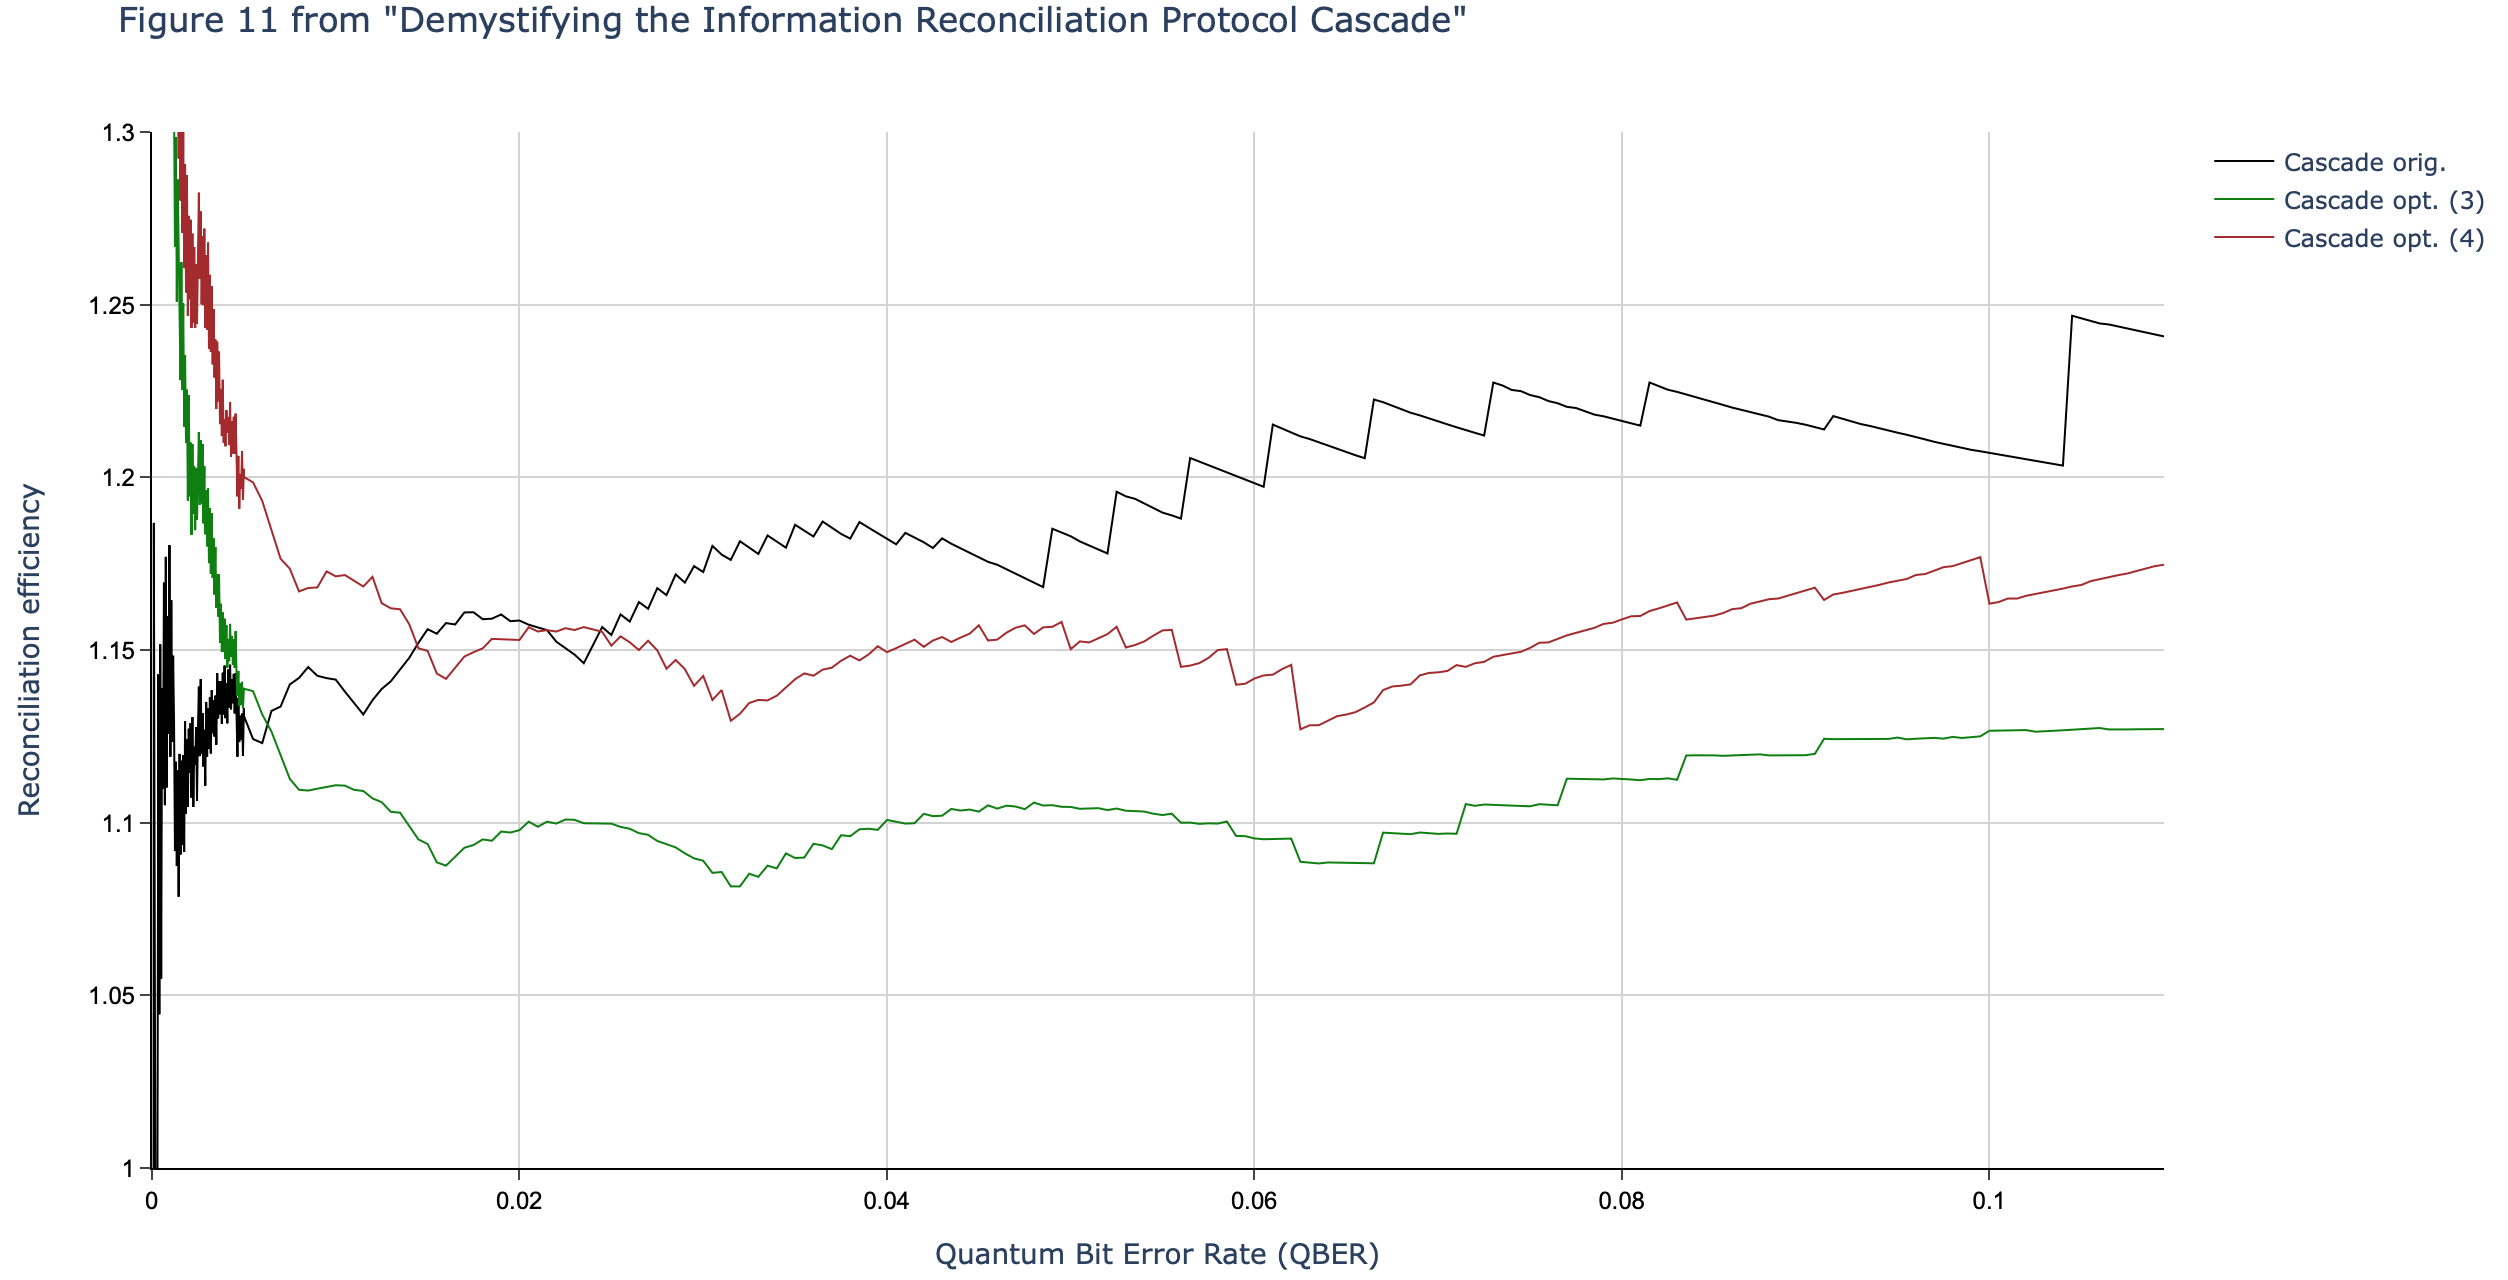 Figure 11 from "Demystifying the Information Reconciliation Protocol Cascade"
Cascade orig.
Cascade opt. (3)
Cascade opt. (4)
Reconciliation efficiency
1.3
1.25
1.2
1.15
1.1
1.05
1
0
0.02
0.04
0.06
0.08
0.1
Quantum Bit Error Rate (QBER)